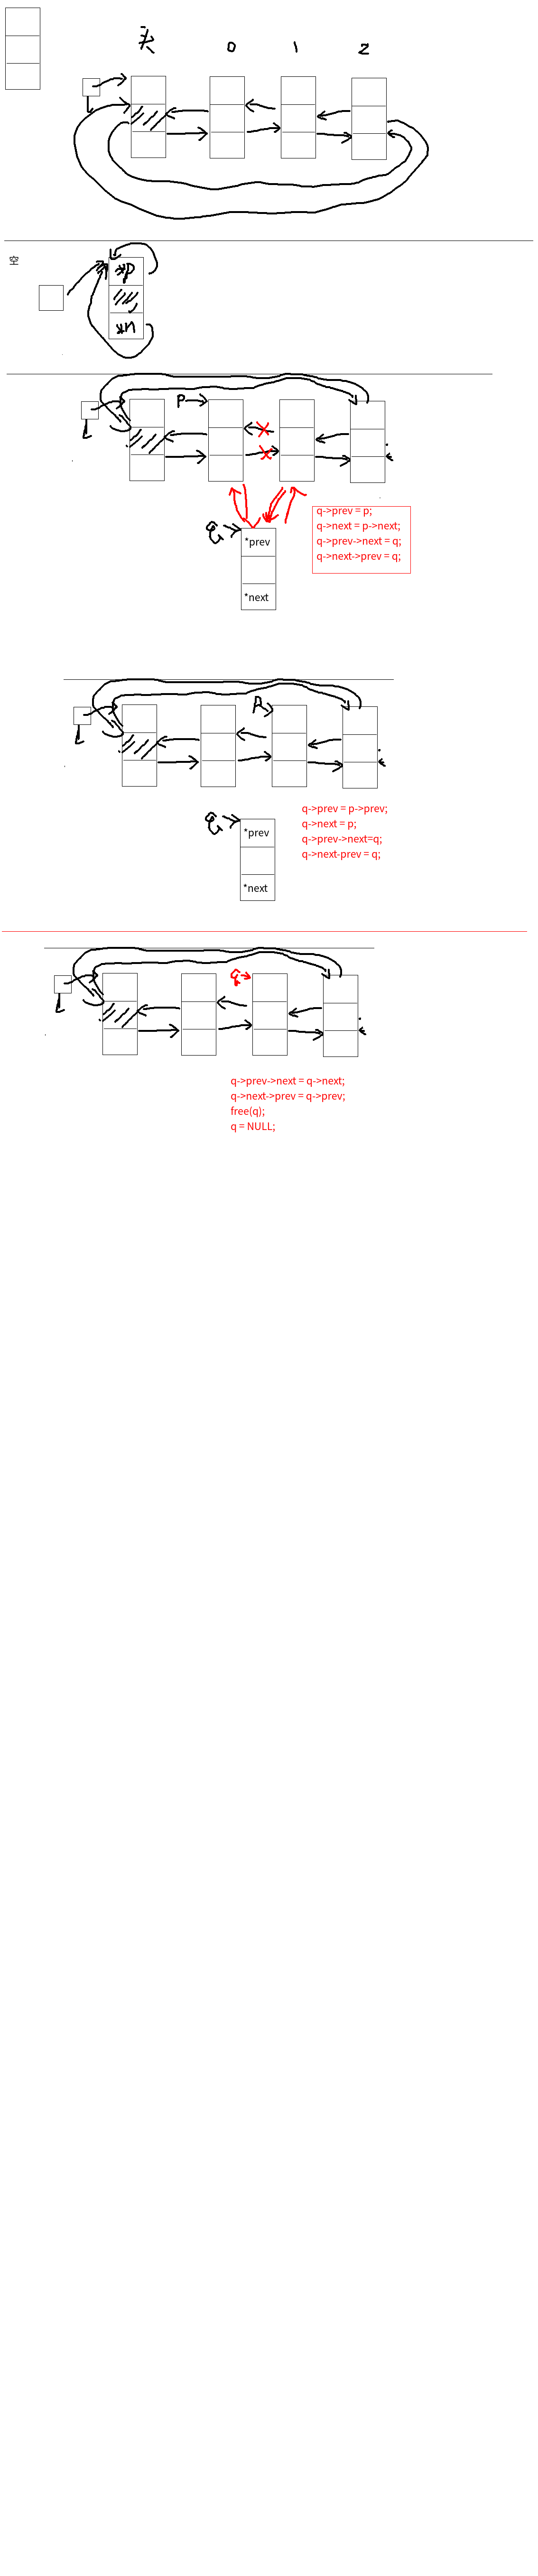 头 0 1 2
L
空
*p
*n
P
L
q
*prev
*next
q->prev = p;
q->next = p->next;
q->prev->next = q;
q->next->prev = q;
L
q
*prev
*next
q->prev = p->prev;
q->next = p;
q->prev->next=q;
q->next-prev = q;
q
L
q->prev->next = q->next;
q->next->prev = q->prev;
free(q);
q = NULL;